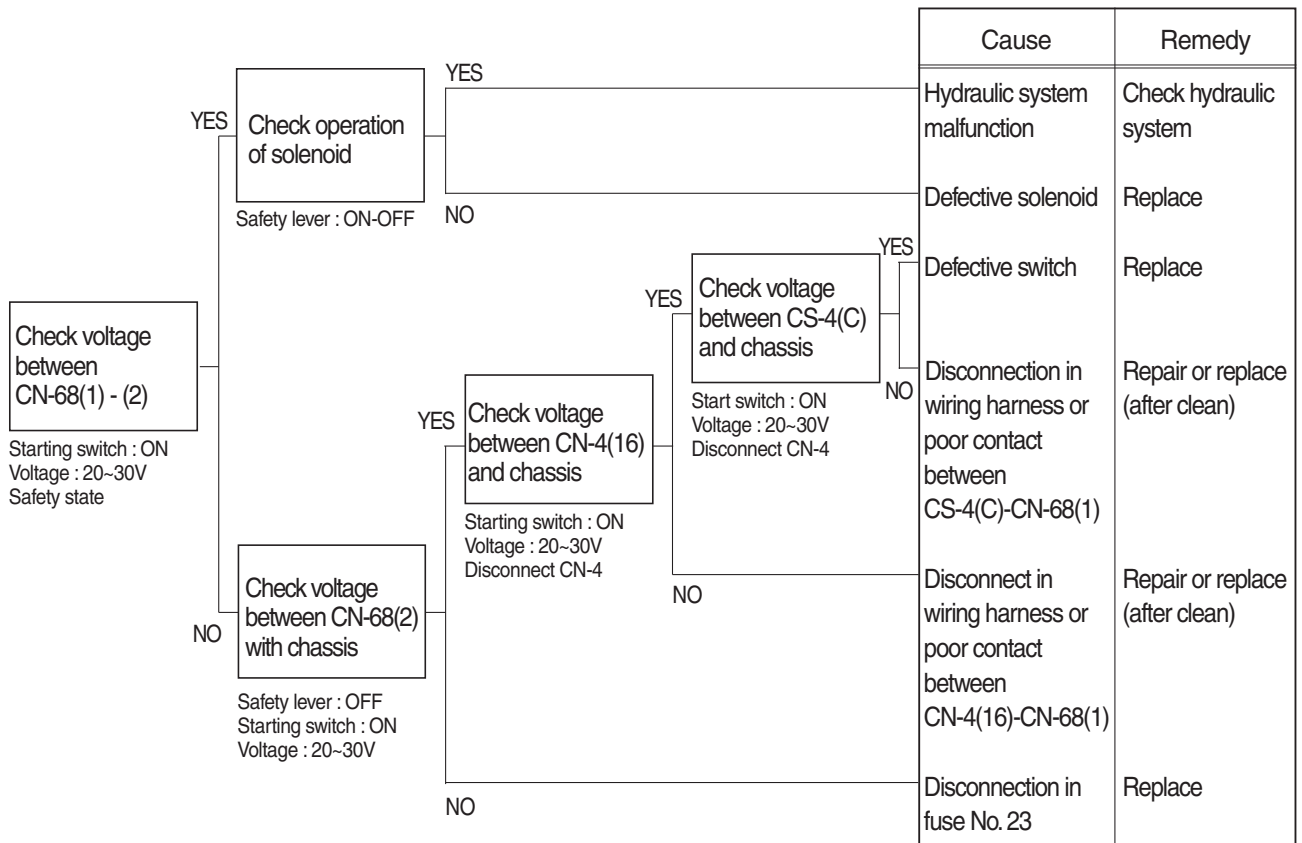 Cause
Remedy
YES
Hydraulic system
malfunction
Check hydraulic
system
YES
Check operation
of solenoid
Safety lever : ON-OFF
NO
Defective solenoid
Replace
YES
Defective switch
Replace
YES
Check voltage
between CS-4(C)
and chassis
Check voltage
between
CN-68(1) - (2)
Starting switch : ON
Voltage : 20~30V
Safety state
Start switch : ON
Voltage : 20~30V
Disconnect CN-4
NO
Disconnection in
wiring harness or
poor contact
between
CS-4(C)-CN-68(1)
Repair or replace
(after clean)
YES
Check voltage
between CN-4(16)
and chassis
Starting switch : ON
Voltage : 20~30V
Disconnect CN-4
NO
Check voltage
between CN-68(2)
with chassis
Safety lever : OFF
Starting switch : ON
Voltage : 20~30V
NO
Disconnect in
wiring harness or
poor contact
between
CN-4(16)-CN-68(1)
Repair or replace
(after clean)
NO
Disconnection in
fuse No. 23
Replace